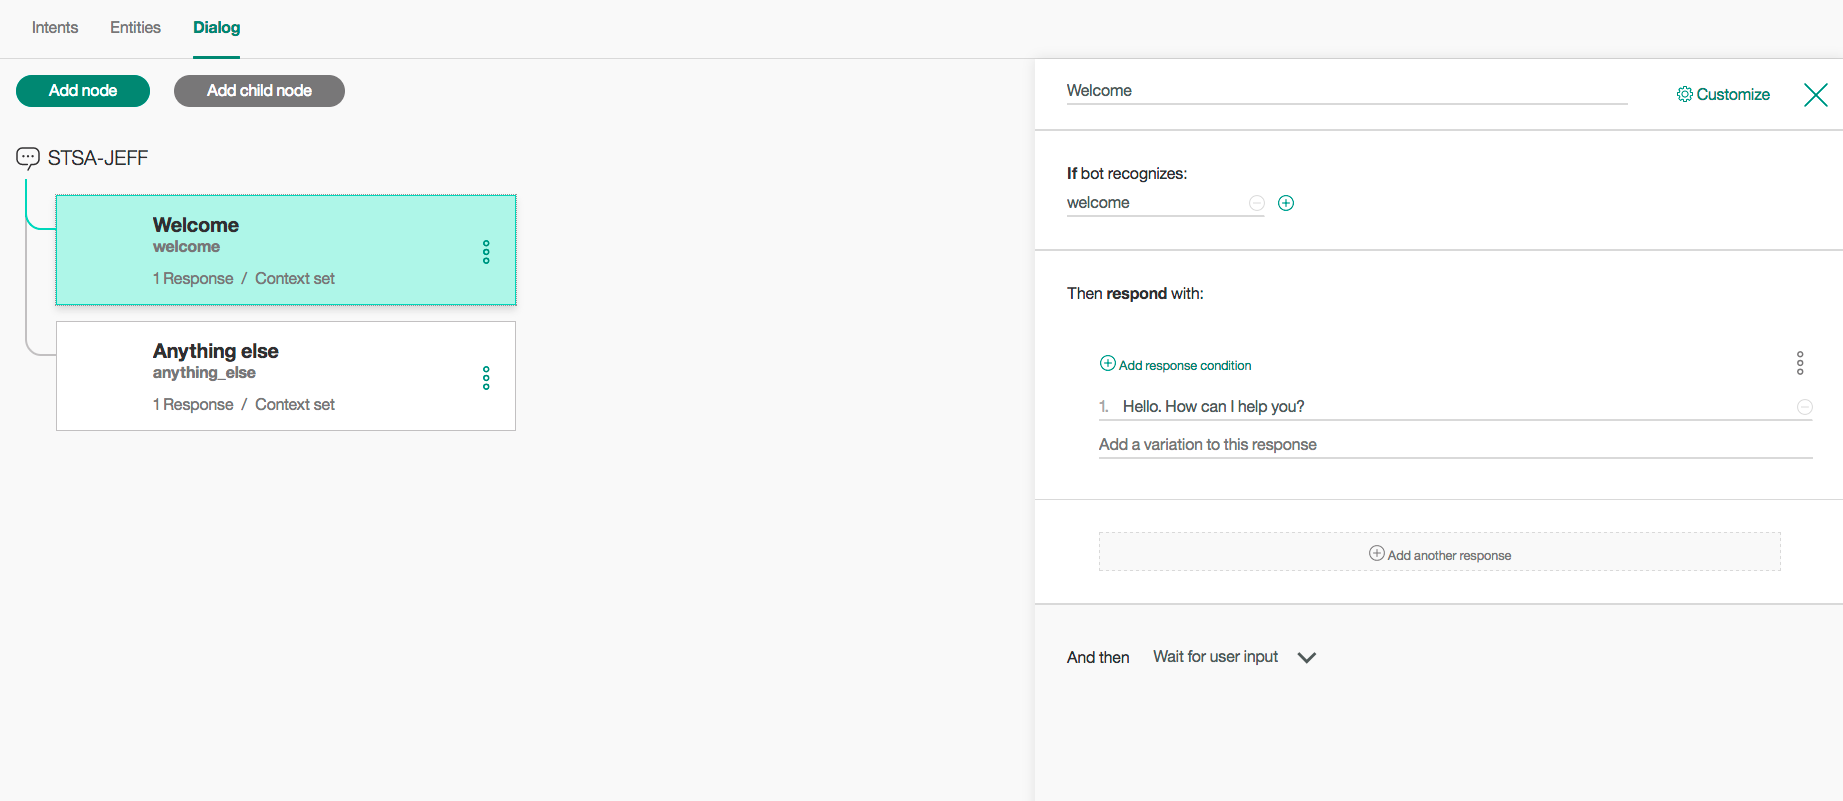 Intents Entities Dialog
Add node Add child node
STSA-JEFF
Welcome
welcome
1 Response / Context set
Anything else
anything_else
1 Response / Context set
Welcome
Customize
If bot recognizes:
welcome
Then respond with:
Add response condition
1. Hello. How can I help you?
Add a variation to this response
Add another response
And then Wait for user input